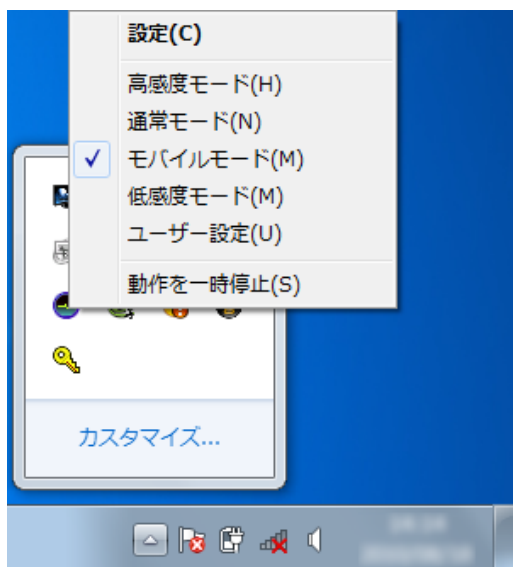 設定(C)
高感度モード(H)
通常モード(N)
モバイルモード(M)
低感度モード(M)
ユーザー設定(U)
動作を一時停止(S)
カスタマイズ...